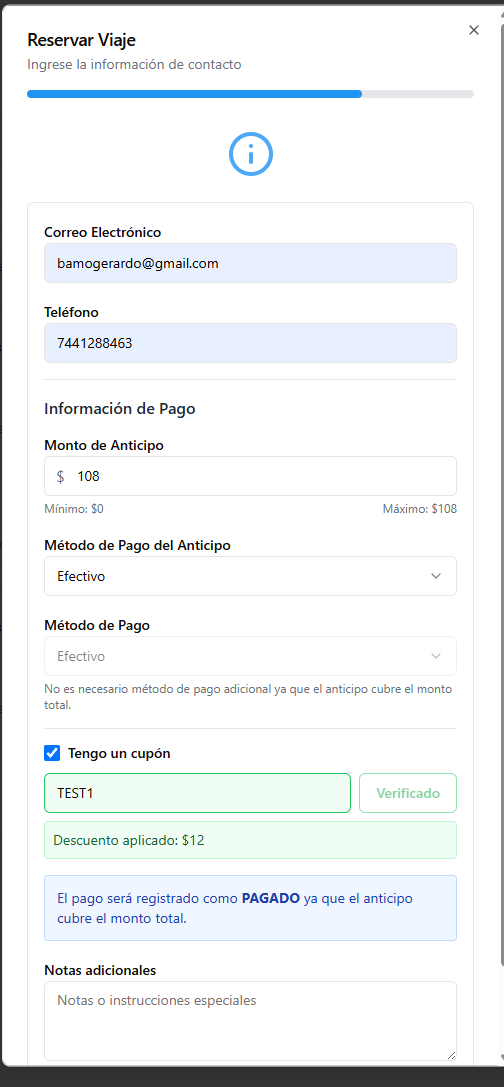 Reservar Viaje
Ingrese la información de contacto
Correo Electrónico
bamogerardo@gmail.com
Teléfono
7441288463
Información de Pago
Monto de Anticipo
$ 108
Mínimo: $0 Máximo: $108
Método de Pago del Anticipo
Efectivo
Método de Pago
Efectivo
No es necesario método de pago adicional ya que el anticipo cubre el monto
total.
Tengo un cupón
TEST1 Verificado
Descuento aplicado: $12
El pago será registrado como PAGADO ya que el anticipo
cubre el monto total.
Notas adicionales
Notas o instrucciones especiales